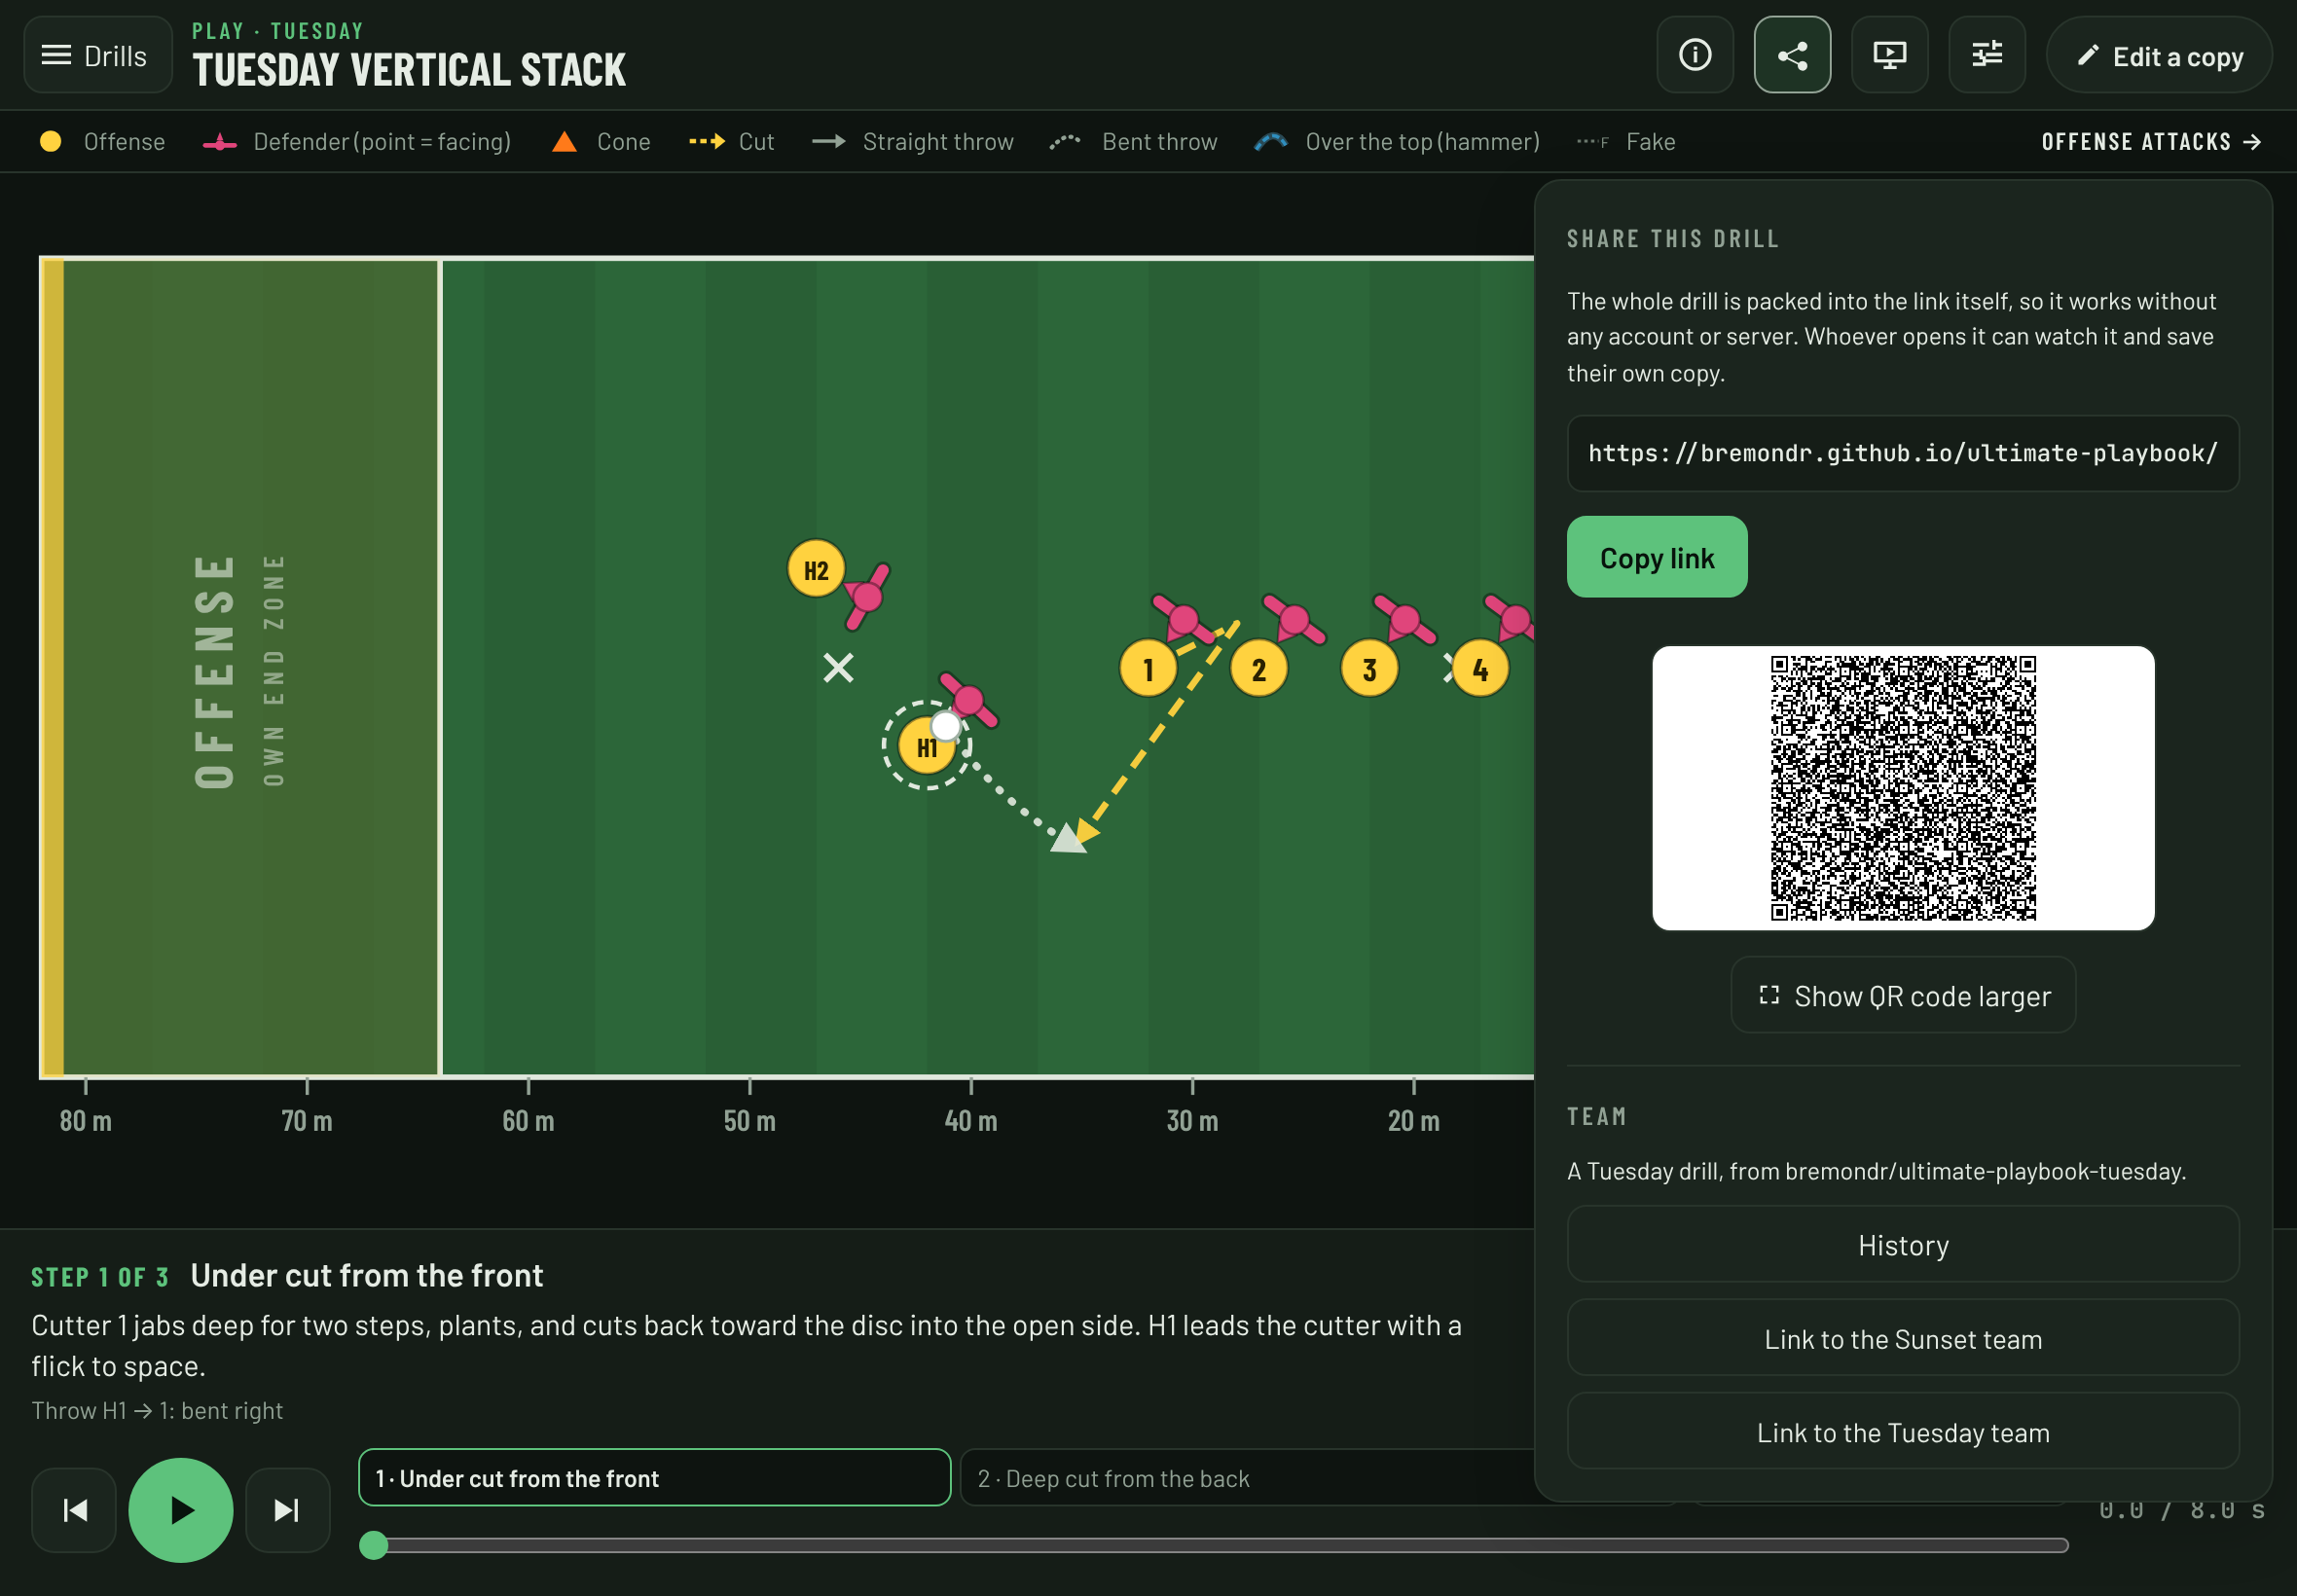 Drills
PLAY · TUESDAY
TUESDAY VERTICAL STACK
Edit a copy
Offense
Defender (point = facing)
Cone
Cut
Straight throw
Bent throw
Over the top (hammer)
F
Fake
OFFENSE ATTACKS →
OFFENSE
OWN END ZONE
H2
H1
1
2
3
4
80 m
70 m
60 m
50 m
40 m
30 m
20 m
SHARE THIS DRILL
The whole drill is packed into the link itself, so it works without
any account or server. Whoever opens it can watch it and save
their own copy.
https://bremondr.github.io/ultimate-playbook/
Copy link
Show QR code larger
TEAM
A Tuesday drill, from bremondr/ultimate-playbook-tuesday.
History
Link to the Sunset team
Link to the Tuesday team
STEP 1 OF 3 Under cut from the front
Cutter 1 jabs deep for two steps, plants, and cuts back toward the disc into the open side. H1 leads the cutter with a
flick to space.
Throw H1 → 1: bent right
1 · Under cut from the front
2 · Deep cut from the back
0.0 / 8.0 s